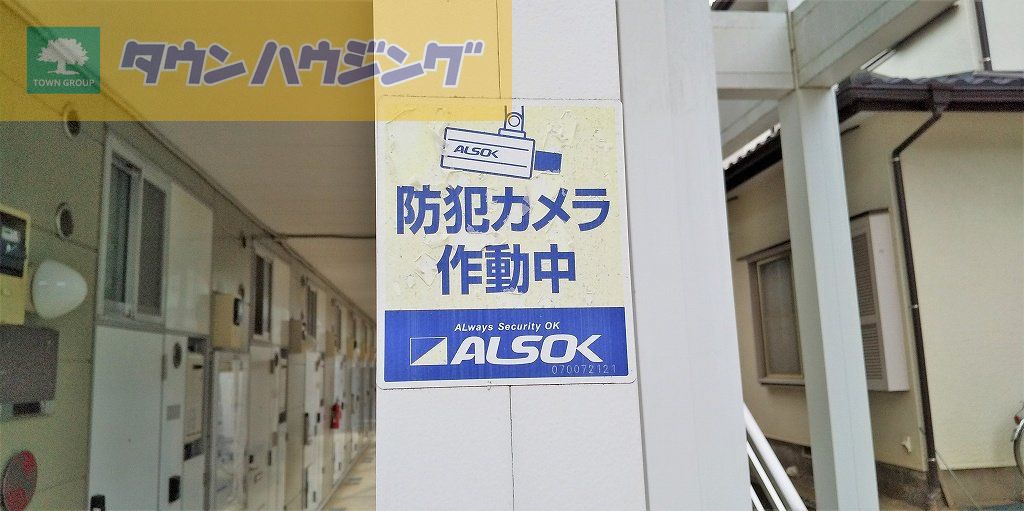 TOWN GROUP
タウンハウジング
ALSOK
防犯カメラ
作動中
ALways Security OK
ALSOK
070072121